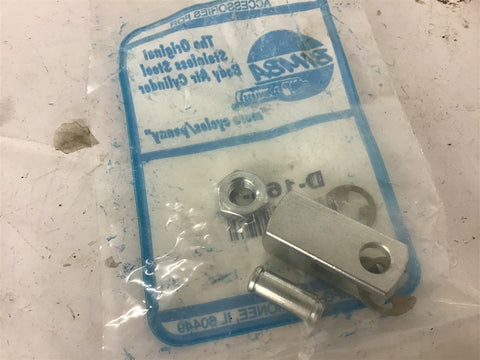 ACCESSORIES FOR
The Original
Stainless Steel
Body Air Cylinder
BIMBA
"more cycles/penny"
D-16
MONEE, IL 60449